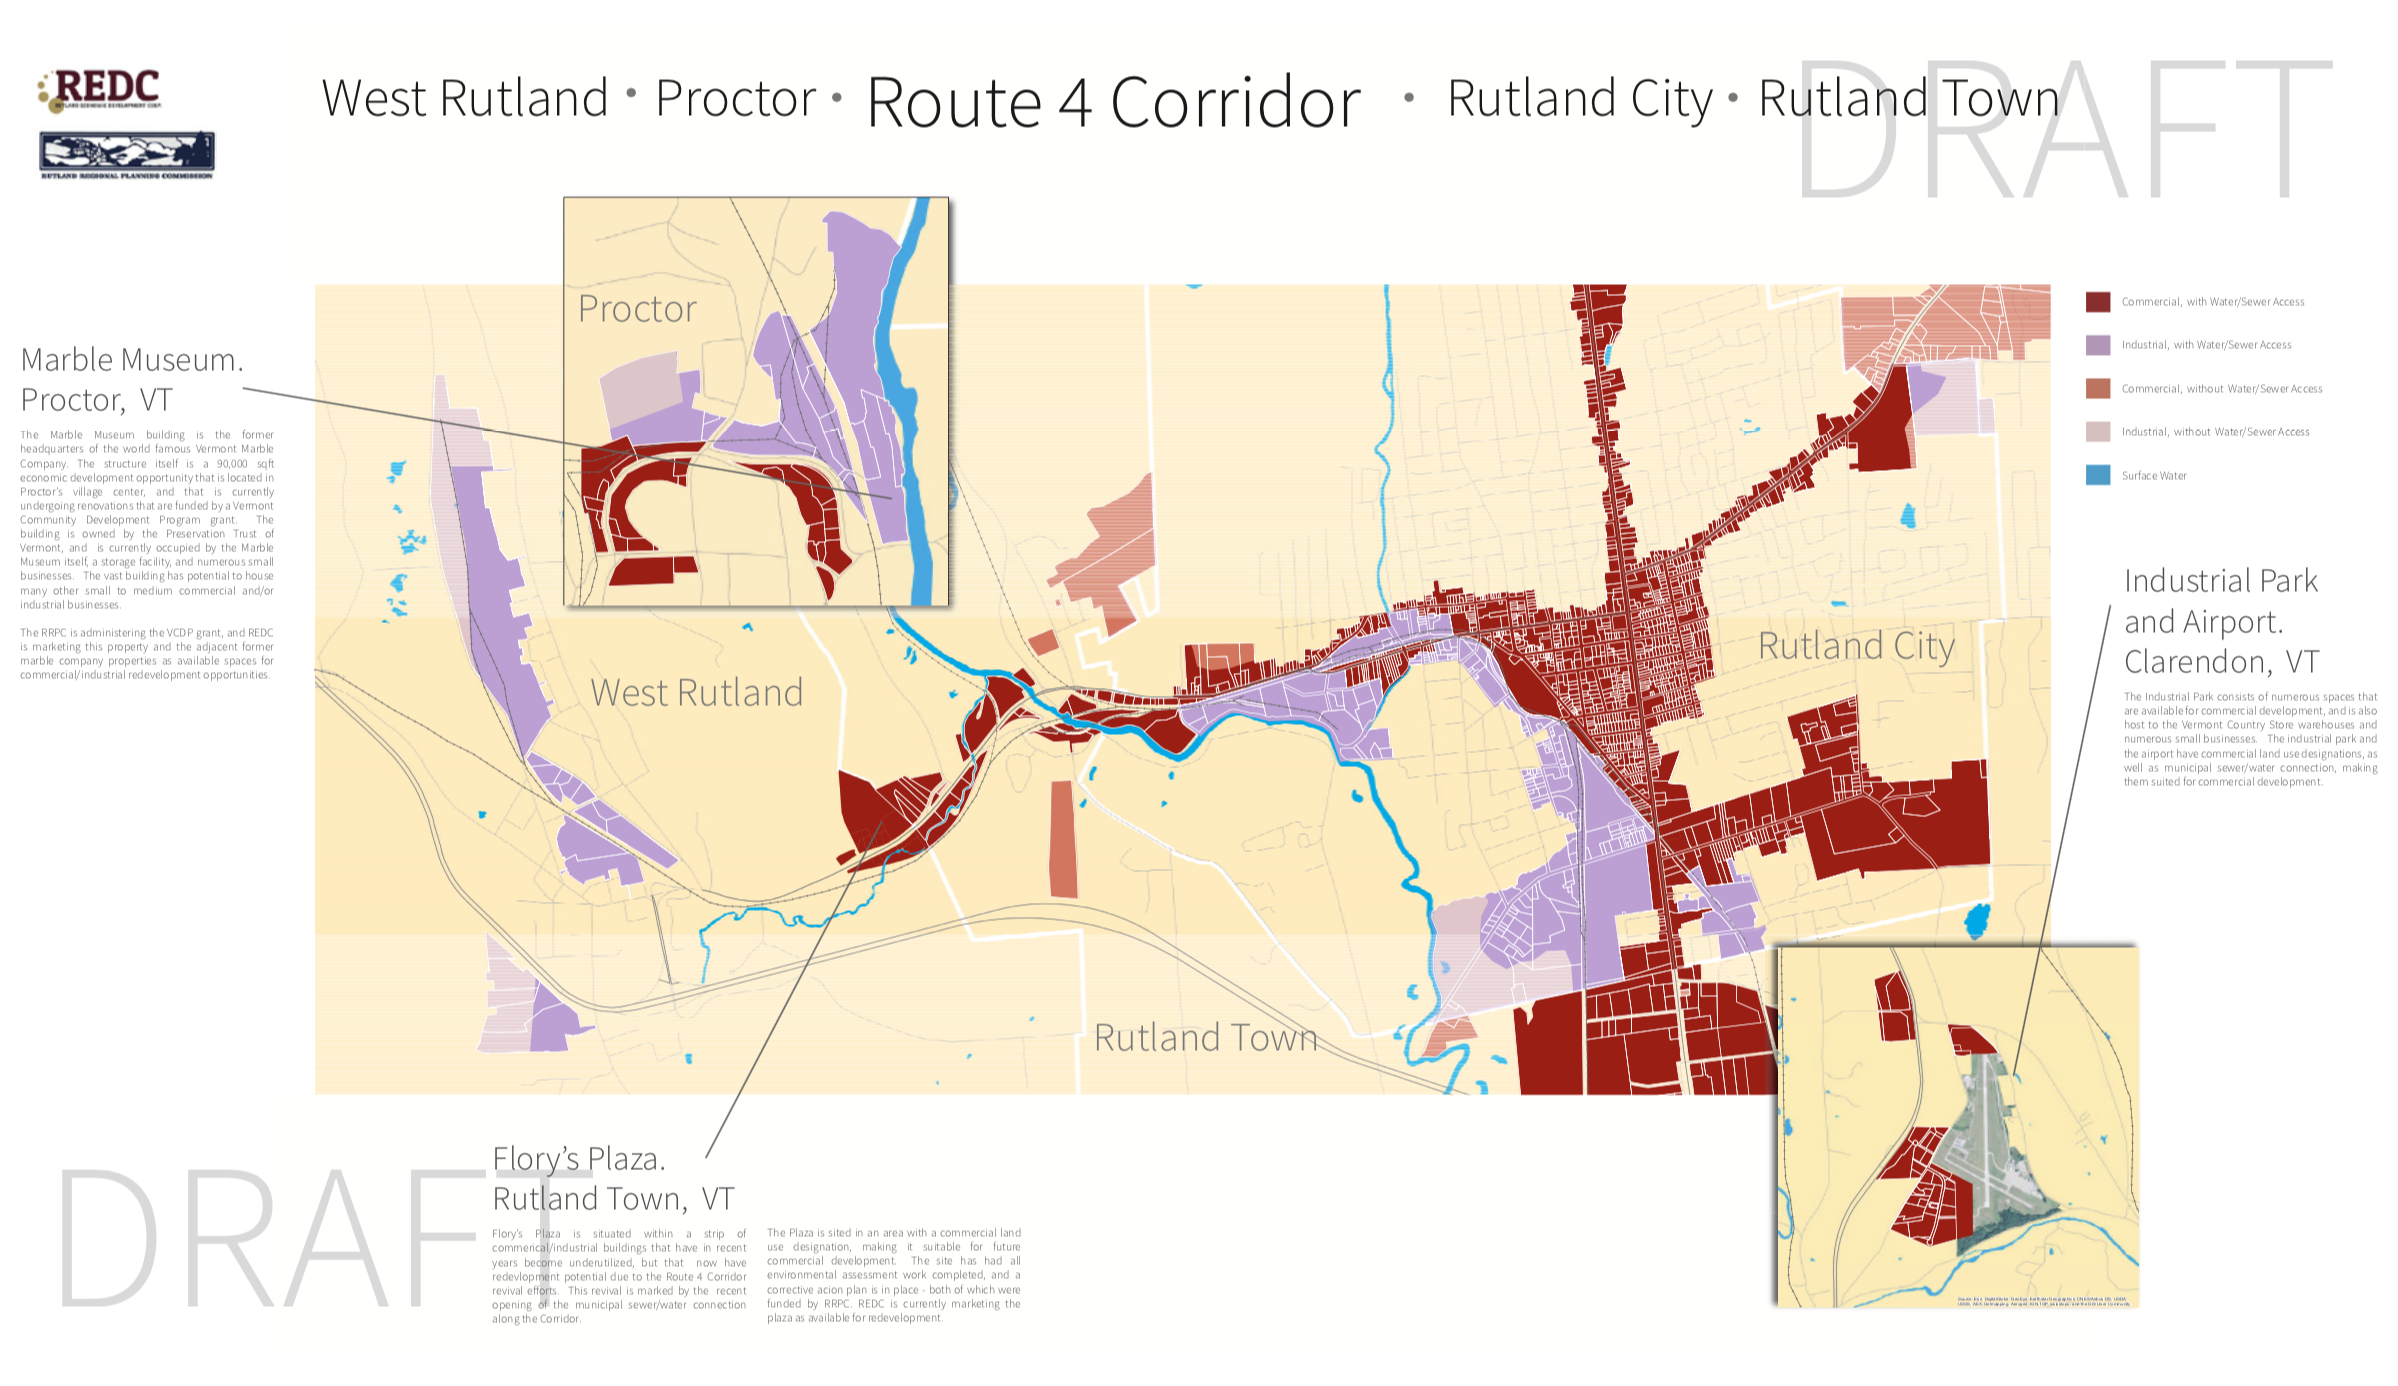 REDC
RUTLAND ECONOMIC DEVELOPMENT CORP.
RUTLAND REGIONAL PLANNING COMMISSION
West Rutland • Proctor • Route 4 Corridor • Rutland City • Rutland Town
DRAFT
Marble Museum.
Proctor, VT
The Marble Museum building is the former
headquarters of the world famous Vermont Marble
Company. The structure itself is a 90,000 sqft
economic development opportunity that is located in
Proctor's village center, and that is currently
undergoing renovations that are funded by a Vermont
Community Development Program grant. The
building is owned by the Preservation Trust of
Vermont, and is currently occupied by the Marble
Museum itself, a storage facility, and numerous small
businesses. The vast building has potential to house
many other small to medium commercial and/or
industrial businesses.
The RRPC is administering the VCDP grant, and REDC
is marketing this property and the adjacent former
marble company properties as available spaces for
commercial/industrial redevelopment opportunities.
Proctor
West Rutland
Rutland City
Rutland Town
Commercial, with Water/Sewer Access
Industrial, with Water/Sewer Access
Commercial, without Water/Sewer Access
Industrial, without Water/Sewer Access
Surface Water
Industrial Park
and Airport.
Clarendon, VT
The Industrial Park consists of numerous spaces that
are available for commercial development, and is also
host to the Vermont Country Store warehouses and
numerous small businesses. The industrial park and
the airport have commercial land use designations, as
well as municipal sewer/water connection, making
them suited for commercial development.
DRAFT
Flory's Plaza.
Rutland Town, VT
Flory's Plaza is situated within a strip of
commerical/industrial buildings that have in recent
years become underutilized, but that now have
redevlopment potential due to the Route 4 Corridor
revival efforts. This revival is marked by the recent
opening of the municipal sewer/water connection
along the Corridor.
The Plaza is sited in an area with a commercial land
use designation, making it suitable for future
commercial development. The site has had all
environmental assessment work completed, and a
corrective acion plan is in place - both of which were
funded by RRPC. REDC is currently marketing the
plaza as available for redevelopment.